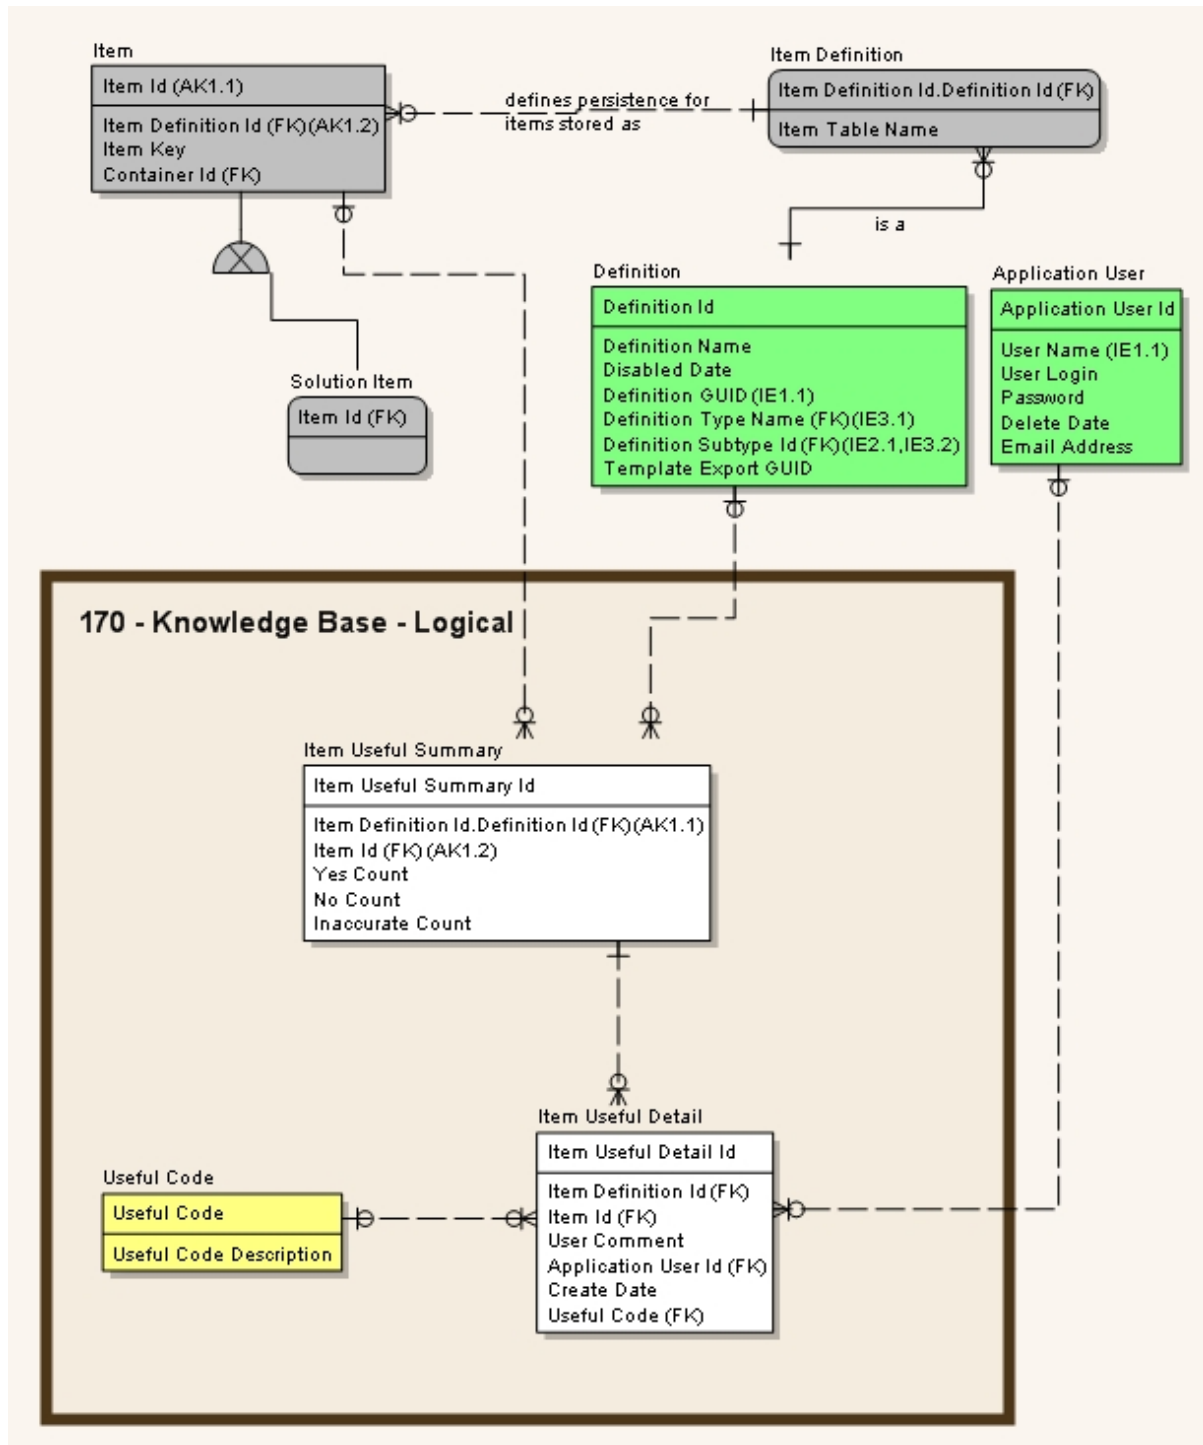 Item
Item Id (AK1.1)
Item Definition Id (FK)(AK1.2)
Item Key
Container Id (FK)
defines persistence for
items stored as
Item Definition
Item Definition Id.Definition Id (FK)
Item Table Name
is a
Solution Item
Item Id (FK)
Definition
Definition Id
Definition Name
Disabled Date
Definition GUID (IE1.1)
Definition Type Name (FK)(IE3.1)
Definition Subtype Id (FK)(IE2.1,IE3.2)
Template Export GUID
Application User
Application User Id
User Name (IE1.1)
User Login
Password
Delete Date
Email Address
170 - Knowledge Base - Logical
Item Useful Summary
Item Useful Summary Id
Item Definition Id.Definition Id (FK)(AK1.1)
Item Id (FK) (AK1.2)
Yes Count
No Count
Inaccurate Count
Item Useful Detail
Item Useful Detail Id
Item Definition Id (FK)
Item Id (FK)
User Comment
Application User Id (FK)
Create Date
Useful Code (FK)
Useful Code
Useful Code
Useful Code Description